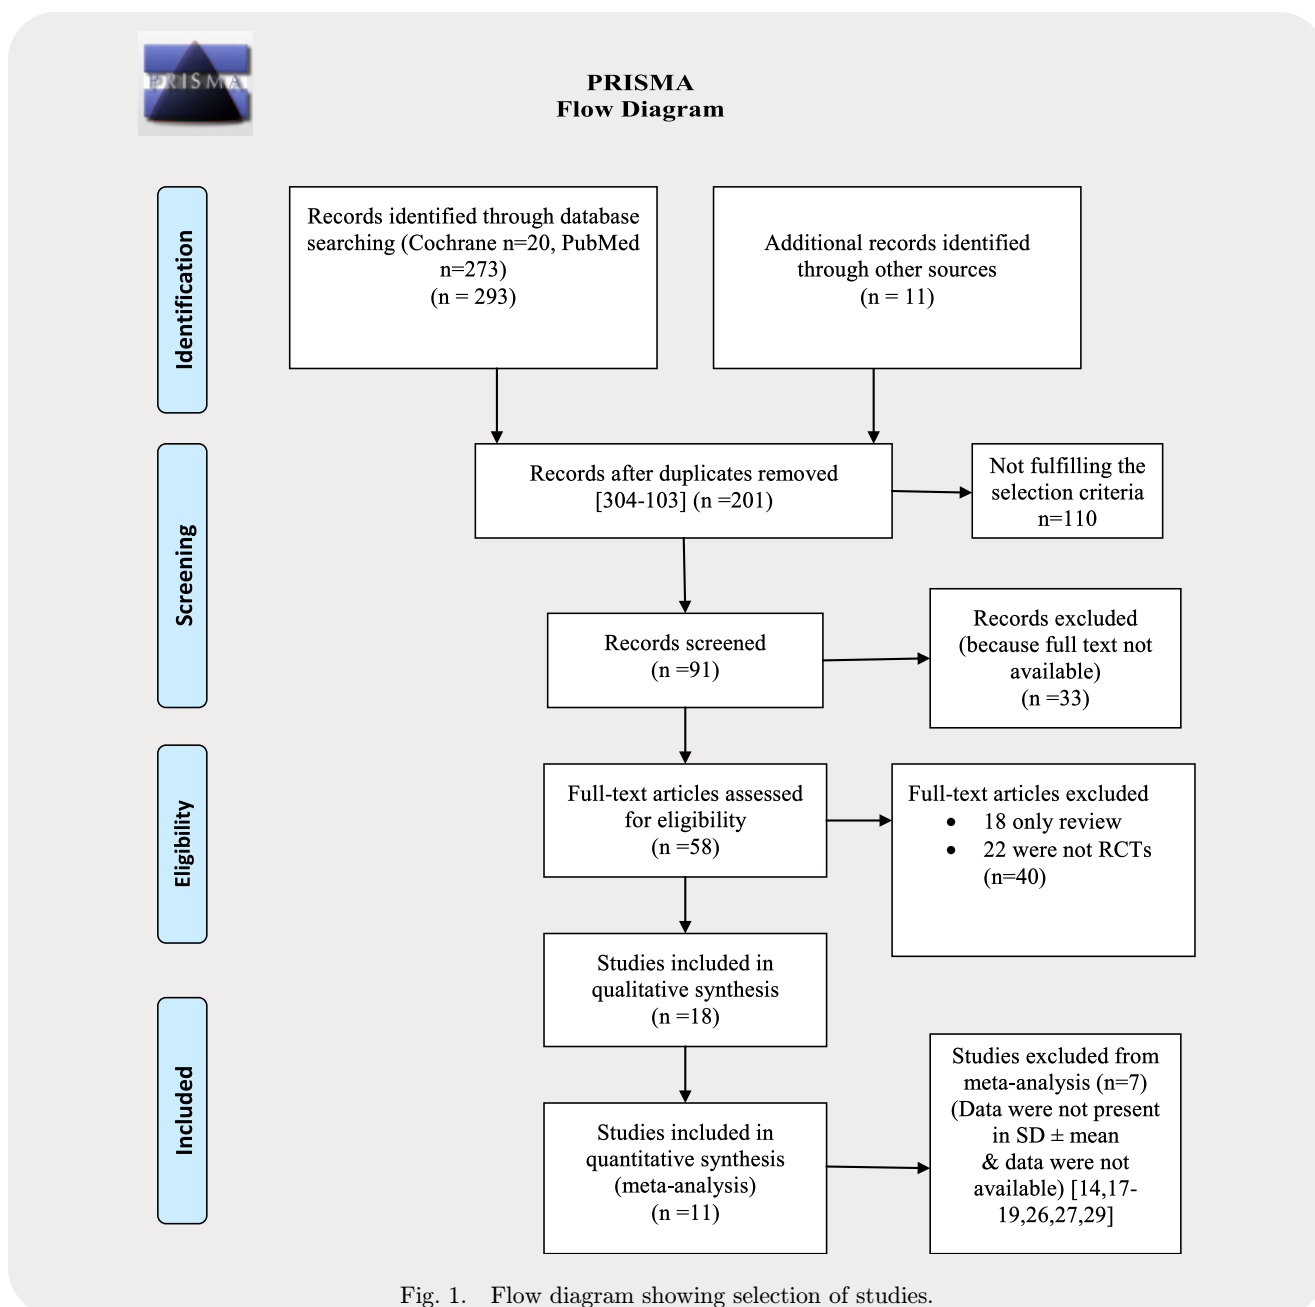 PRISMA
PRISMA
Flow Diagram
Identification
Records identified through database
searching (Cochrane n=20, PubMed
n=273)
(n = 293)
Additional records identified
through other sources
(n = 11)
Screening
Records after duplicates removed
[304-103] (n =201)
Not fulfilling the
selection criteria
n=110
Records screened
(n =91)
Records excluded
(because full text not
available)
(n =33)
Eligibility
Full-text articles assessed
for eligibility
(n =58)
Full-text articles excluded
• 18 only review
• 22 were not RCTs
(n=40)
Studies included in
qualitative synthesis
(n =18)
Included
Studies included in
quantitative synthesis
(meta-analysis)
(n =11)
Studies excluded from
meta-analysis (n=7)
(Data were not present
in SD ± mean
& data were not
available) [14,17-
19,26,27,29]
Fig. 1. Flow diagram showing selection of studies.